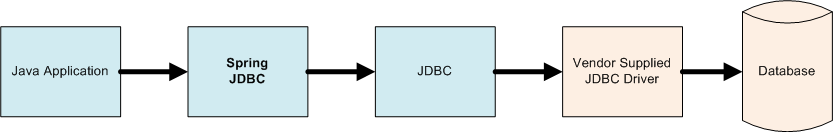 Java Application
Spring
JDBC
JDBC
Vendor Supplied
JDBC Driver
Database